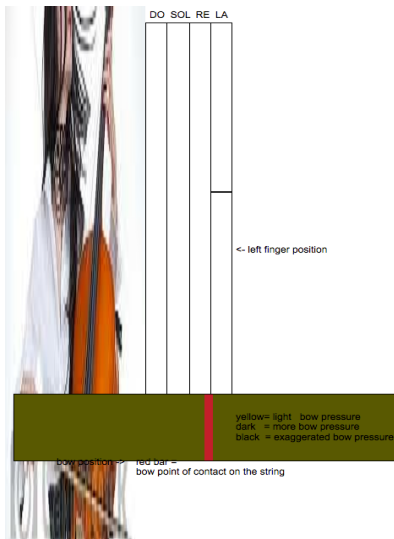 DO SOL RE LA
<- left finger position
yellow= light bow pressure
dark = more bow pressure
black = exaggerated bow pressure
bow position -> red bar =
bow point of contact on the string